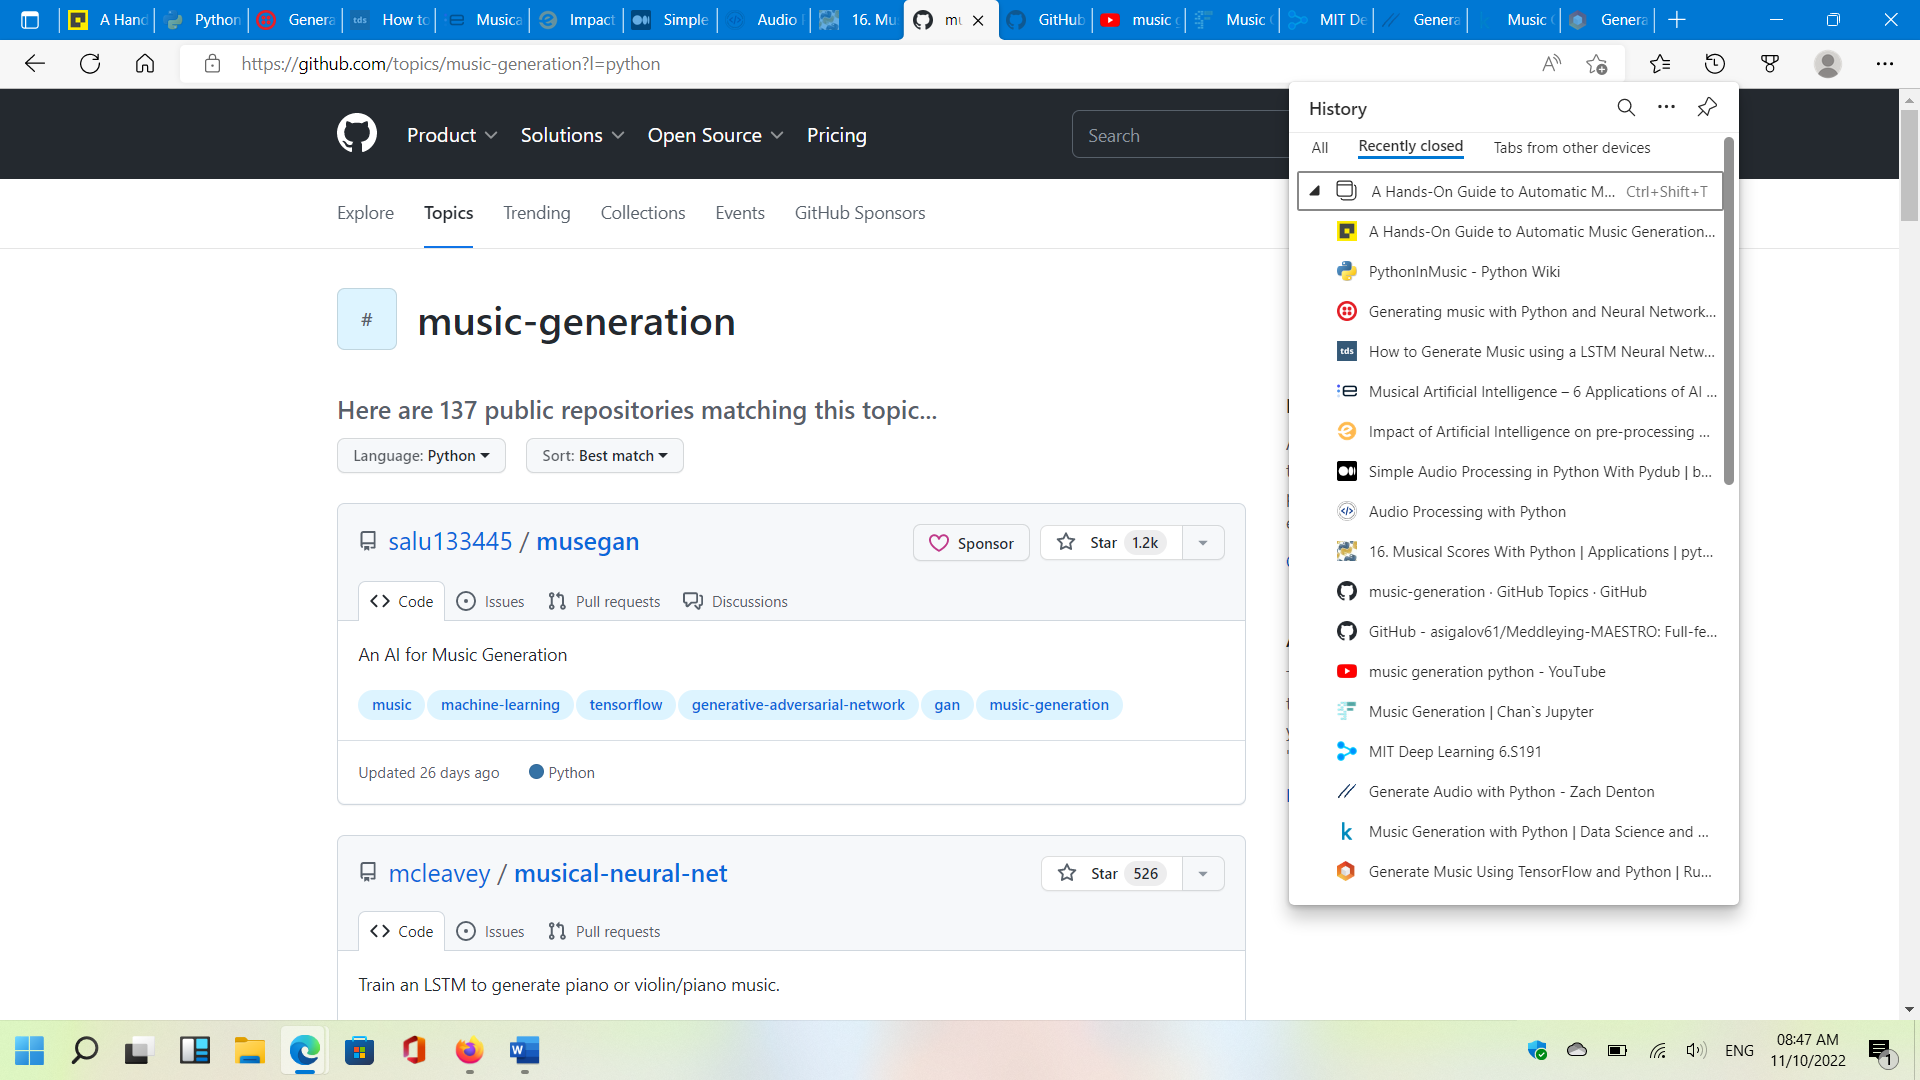 A Hand
Python
Genera
tds How to
Musica
Impact
Simple
Audio
16. Mu
mu
GitHub
music
Music
MIT De
Genera
Music
Genera
https://github.com/topics/music-generation?l=python
Product
Solutions
Open Source
Pricing
Search
Explore
Topics
Trending
Collections
Events
GitHub Sponsors
# music-generation
Here are 137 public repositories matching this topic...
Language: Python
Sort: Best match
salu133445 / musegan
Sponsor
Star 1.2k
Code
Issues
Pull requests
Discussions
An AI for Music Generation
music
machine-learning
tensorflow
generative-adversarial-network
gan
music-generation
Updated 26 days ago
Python
mcleavey / musical-neural-net
Star 526
Code
Issues
Pull requests
Train an LSTM to generate piano or violin/piano music.
History
All
Recently closed
Tabs from other devices
A Hands-On Guide to Automatic M... Ctrl+Shift+T
A Hands-On Guide to Automatic Music Generation...
PythonInMusic - Python Wiki
Generating music with Python and Neural Network...
tds How to Generate Music using a LSTM Neural Netw...
Musical Artificial Intelligence – 6 Applications of AI ...
Impact of Artificial Intelligence on pre-processing ...
Simple Audio Processing in Python With Pydub | b...
Audio Processing with Python
16. Musical Scores With Python | Applications | pyt...
music-generation · GitHub Topics · GitHub
GitHub - asigalov61/Meddleying-MAESTRO: Full-fe...
music generation python - YouTube
Music Generation | Chan`s Jupyter
MIT Deep Learning 6.S191
Generate Audio with Python - Zach Denton
Music Generation with Python | Data Science and ...
Generate Music Using TensorFlow and Python | Ru...
ENG
08:47 AM
11/10/2022
1